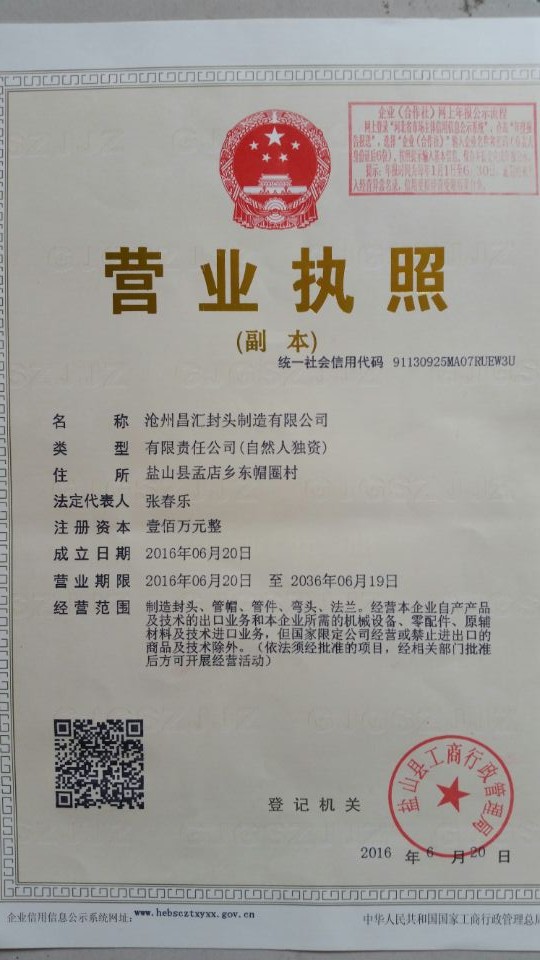 企业（合作社）网上年报公示流程
营业执照
(副 本)
统一社会信用代码 91130925MA07RUEW3U
名 称 沧州昌汇封头制造有限公司
类 型 有限责任公司(自然人独资)
住 所 盐山县孟店乡东帽圈村
法定代表人 张春乐
注册资本 壹佰万元整
成立日期 2016年06月20日
营业期限 2016年06月20日 至 2036年06月19日
经营范围 制造封头、管帽、管件、弯头、法兰。经营本企业自产产品
及技术的出口业务和本企业所需的机械设备、零配件、原辅
材料及技术进口业务，但国家限定公司经营或禁止进出口的
商品及技术除外。（依法须经批准的项目，经相关部门批准
后方可开展经营活动）
盐山县工商行政管理局
登记机关
2016 年 6 月 20 日
企业信用信息公示系统网址: www.hebscztxyxx.gov.cn
中华人民共和国国家工商行政管理总局